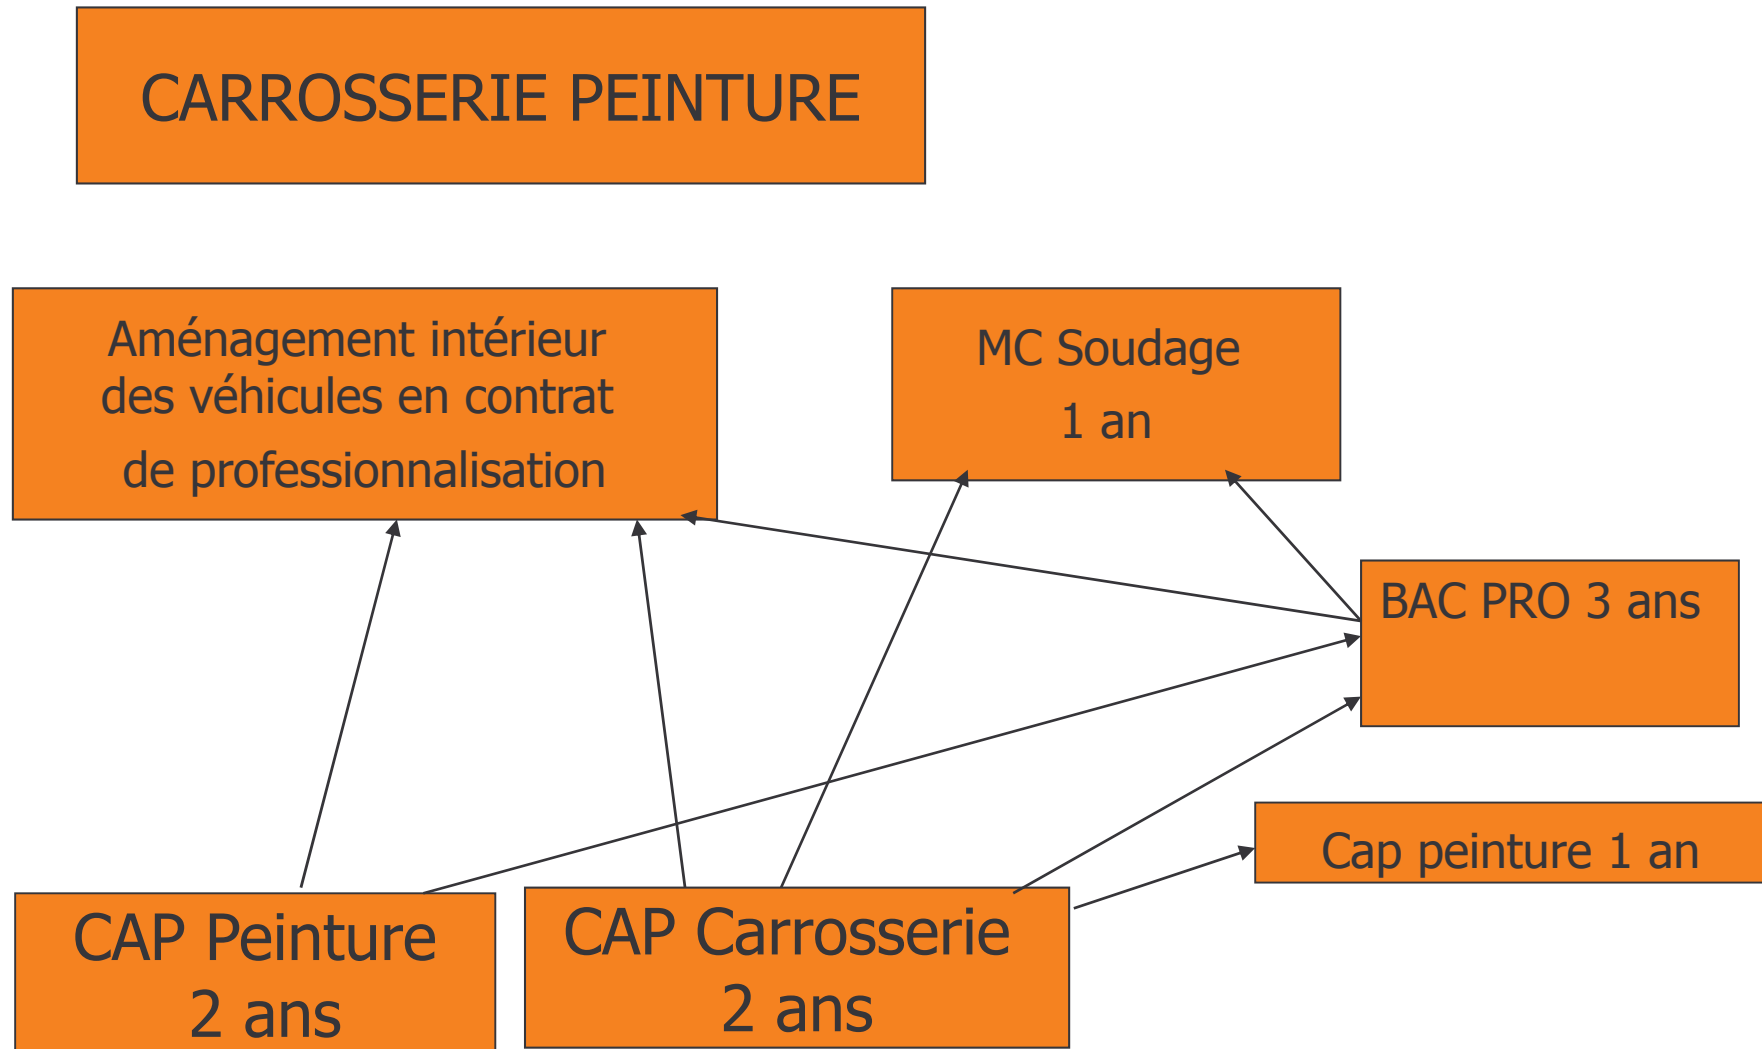 CARROSSERIE PEINTURE
Aménagement intérieur
des véhicules en contrat
de professionnalisation
MC Soudage
1 an
BAC PRO 3 ans
Cap peinture 1 an
CAP Peinture
2 ans
CAP Carrosserie
2 ans